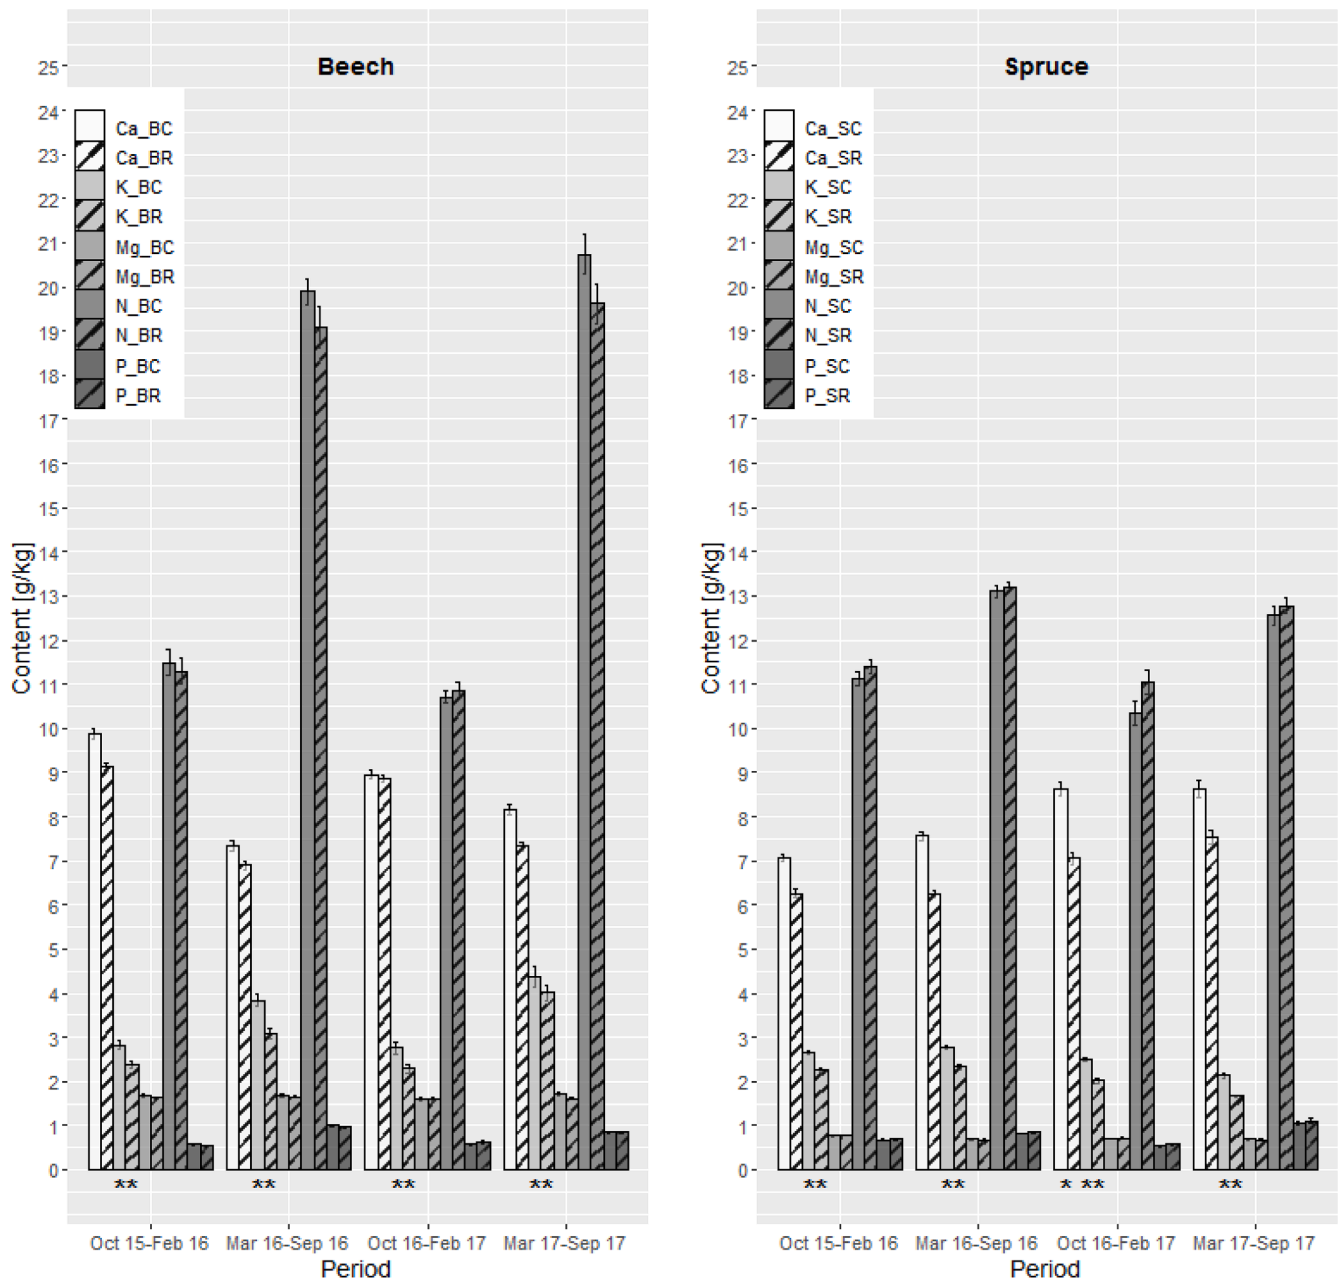 Beech
25
24
23
22
21
20
19
18
17
16
15
14
13
12
11
10
9
8
7
6
5
4
3
2
1
0
Content [g/kg]
Ca_BC
Ca_BR
K_BC
K_BR
Mg_BC
Mg_BR
N_BC
N_BR
P_BC
P_BR
** ** ** **
Oct 15-Feb 16 Mar 16-Sep 16 Oct 16-Feb 17 Mar 17-Sep 17
Period
Spruce
25
24
23
22
21
20
19
18
17
16
15
14
13
12
11
10
9
8
7
6
5
4
3
2
1
0
Content [g/kg]
Ca_SC
Ca_SR
K_SC
K_SR
Mg_SC
Mg_SR
N_SC
N_SR
P_SC
P_SR
** ** * ** **
Oct 15-Feb 16 Mar 16-Sep 16 Oct 16-Feb 17 Mar 17-Sep 17
Period